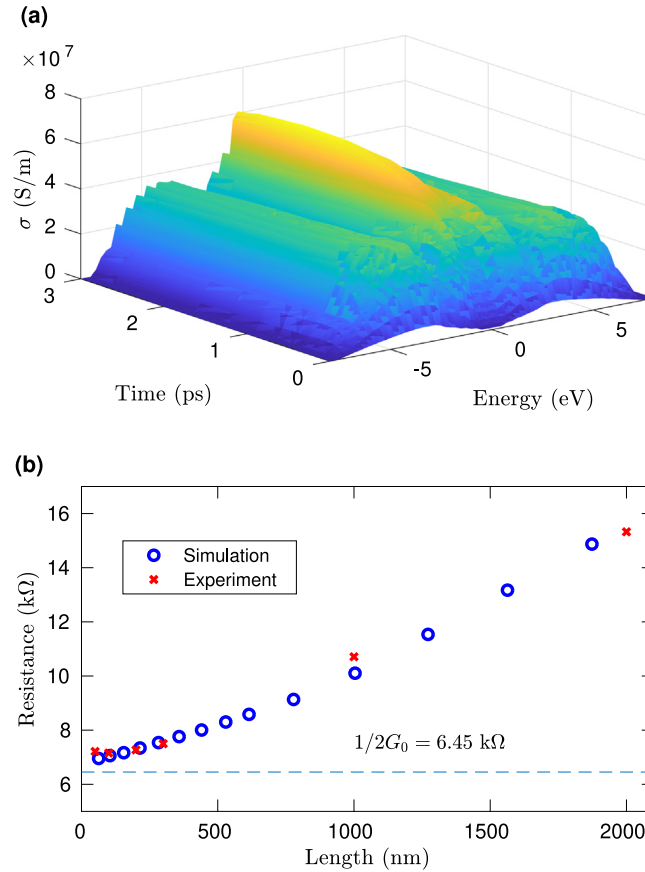 (a)
×10⁷
8
6
4
2
0
σ (S/m)
3
2
1
0
Time (ps)
-5
0
5
Energy (eV)
(b)
16
14
12
10
8
6
Resistance (kΩ)
Simulation
Experiment
1/2G₀ = 6.45 kΩ
0 500 1000 1500 2000
Length (nm)